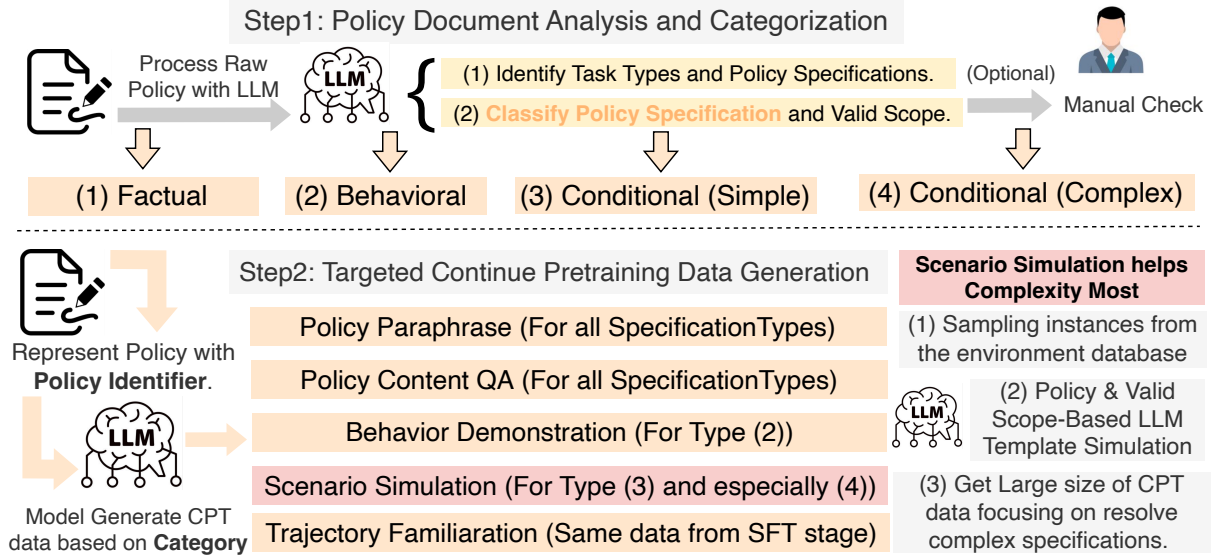 Step1: Policy Document Analysis and Categorization
Process Raw
Policy with LLM
LLM
(1) Identify Task Types and Policy Specifications.
(2) Classify Policy Specification and Valid Scope.
(Optional)
Manual Check
(1) Factual
(2) Behavioral
(3) Conditional (Simple)
(4) Conditional (Complex)
Step2: Targeted Continue Pretraining Data Generation
Represent Policy with
Policy Identifier.
LLM
Model Generate CPT
data based on Category
Policy Paraphrase (For all SpecificationTypes)
Policy Content QA (For all SpecificationTypes)
Behavior Demonstration (For Type (2))
Scenario Simulation (For Type (3) and especially (4))
Trajectory Familiaration (Same data from SFT stage)
Scenario Simulation helps
Complexity Most
(1) Sampling instances from
the environment database
LLM
(2) Policy & Valid
Scope-Based LLM
Template Simulation
(3) Get Large size of CPT
data focusing on resolve
complex specifications.